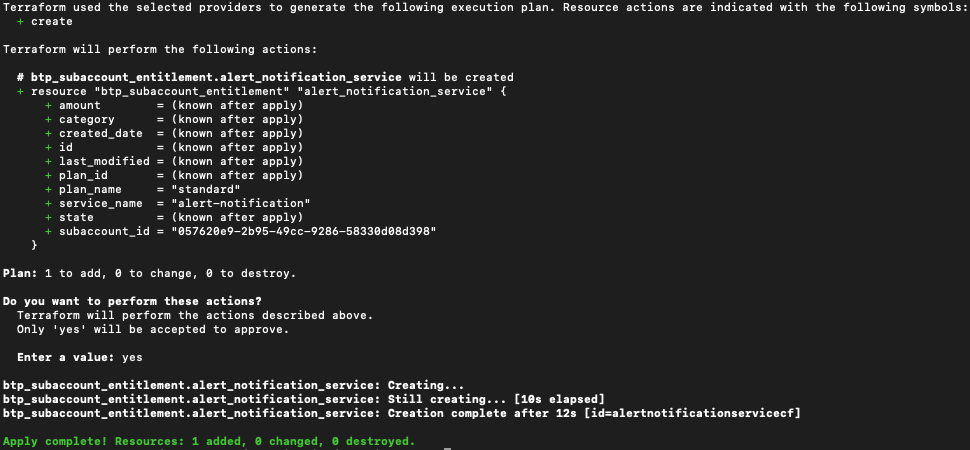 Terraform used the selected providers to generate the following execution plan. Resource actions are indicated with the following symbols:
  + create

Terraform will perform the following actions:

  # btp_subaccount_entitlement.alert_notification_service will be created
  + resource "btp_subaccount_entitlement" "alert_notification_service" {
      + amount        = (known after apply)
      + category      = (known after apply)
      + created_date  = (known after apply)
      + id            = (known after apply)
      + last_modified = (known after apply)
      + plan_id       = (known after apply)
      + plan_name     = "standard"
      + service_name  = "alert-notification"
      + state         = (known after apply)
      + subaccount_id = "057620e9-2b95-49cc-9286-58330d08d398"
    }

Plan: 1 to add, 0 to change, 0 to destroy.

Do you want to perform these actions?
  Terraform will perform the actions described above.
  Only 'yes' will be accepted to approve.

  Enter a value: yes

btp_subaccount_entitlement.alert_notification_service: Creating...
btp_subaccount_entitlement.alert_notification_service: Still creating... [10s elapsed]
btp_subaccount_entitlement.alert_notification_service: Creation complete after 12s [id=alertnotificationservicecf]

Apply complete! Resources: 1 added, 0 changed, 0 destroyed.